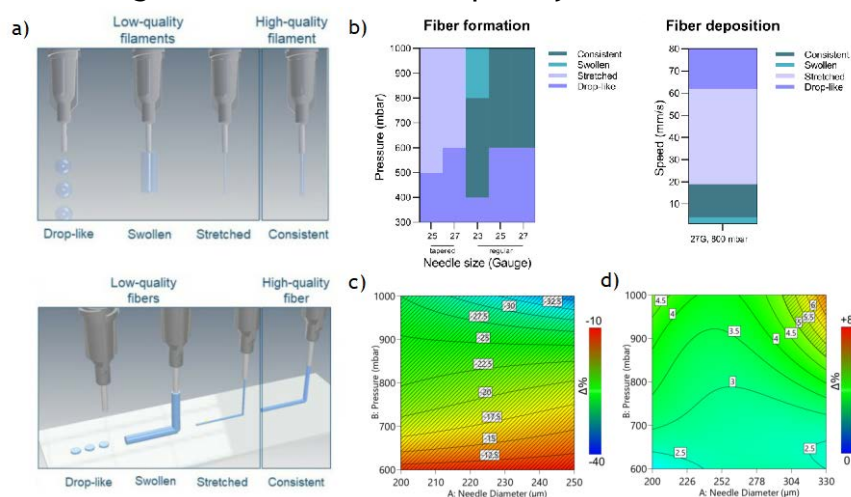 a)
Low-quality
filaments
High-quality
filament
Drop-like Swollen Stretched Consistent
Low-quality
fibers
High-quality
fiber
Drop-like Swollen Stretched Consistent
b)
Fiber formation
Pressure (mbar)
1000
900
800
700
600
500
400
300
25 27 23 25 27
tapered regular
Needle size (Gauge)
Consistent
Swollen
Stretched
Drop-like
Fiber deposition
Speed (mm/s)
80
70
60
50
40
30
20
10
27G, 800 mbar
Consistent
Swollen
Stretched
Drop-like
c)
B: Pressure (mbar)
1000
900
800
700
600
200 210 220 230 240 250
A: Needle Diameter (µm)
-30
-32.5
-27.5
-25
-22.5
-20
-17.5
-15
-12.5
-10
Δ%
-40
d)
B: Pressure (mbar)
1000
900
800
700
600
200 226 252 278 304 330
A: Needle Diameter (µm)
4.5
4
3.5
3
2.5
4
4.5
5
5.5
6
2.5
+8
Δ%
0